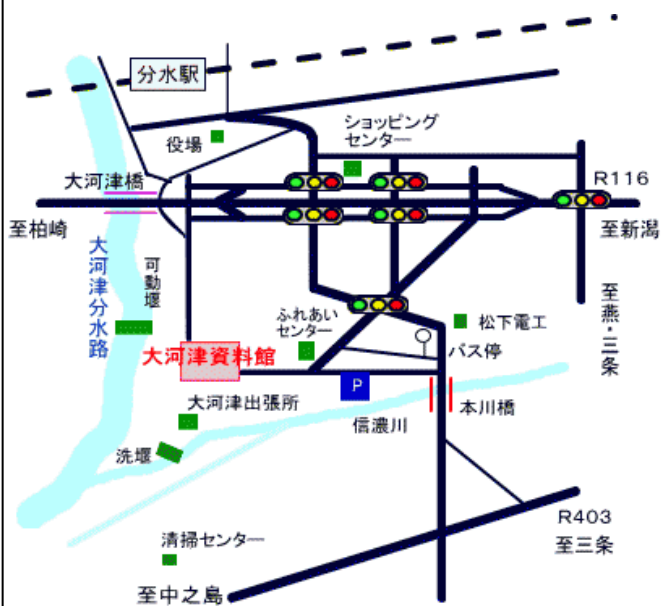 分水駅
役場
ショッピング
センター
大河津橋
R116
至柏崎
至新潟
大河津分水路
可動堰
至燕・三条
ふれあい
センター
松下電工
バス停
大河津資料館
P
大河津出張所
信濃川
本川橋
洗堰
R403
至三条
清掃センター
至中之島